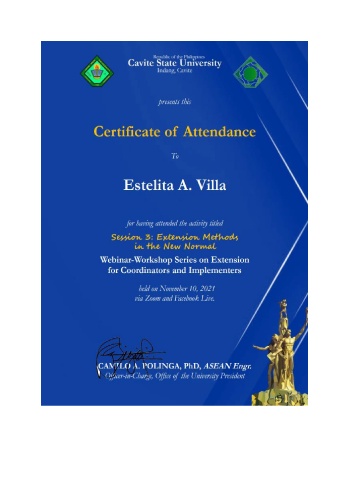 Republic of the Philippines
Cavite State University
Indang, Cavite
presents this
Certificate of Attendance
To
Estelita A. Villa
for having attended the activity titled
Session 3: Extension Methods
in the New Normal
Webinar-Workshop Series on Extension
for Coordinators and Implementers
held on November 10, 2021
via Zoom and Facebook Live.
CAMILO A. POLINGA, PhD, ASEAN Engr.
Officer-in-Charge, Office of the University President